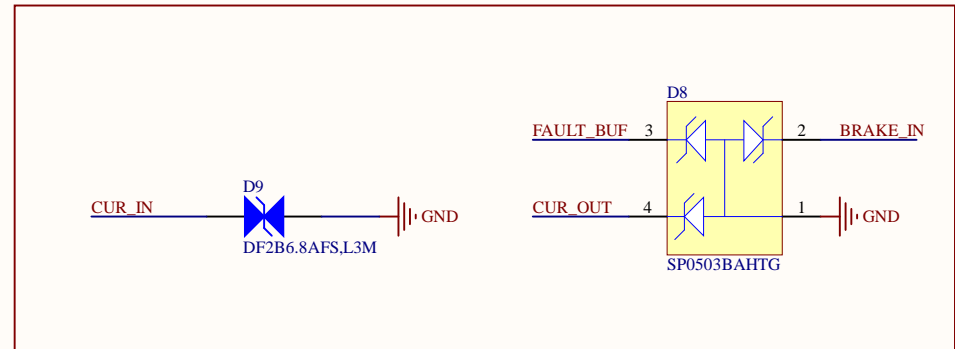 D8
FAULT_BUF 3 2 BRAKE_IN
D9
CUR_IN GND CUR_OUT 4 1 GND
DF2B6.8AFS,L3M
SP0503BAHTG